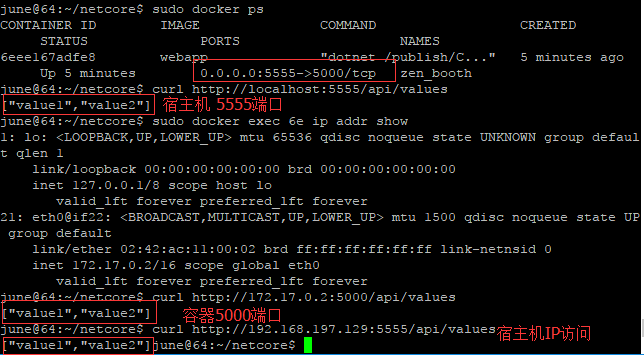 june@64:~/netcore$ sudo docker ps
CONTAINER ID        IMAGE               COMMAND                  CREATED
      STATUS              PORTS                    NAMES
6eee167adfe8        webapp              "dotnet /publish/C..."   5 minutes ago
      Up 5 minutes        0.0.0.0:5555->5000/tcp   zen_booth
june@64:~/netcore$ curl http://localhost:5555/api/values
["value1","value2"] 宿主机 5555端口
june@64:~/netcore$ sudo docker exec 6e ip addr show
1: lo: <LOOPBACK,UP,LOWER_UP> mtu 65536 qdisc noqueue state UNKNOWN group defaul
t qlen 1
    link/loopback 00:00:00:00:00:00 brd 00:00:00:00:00:00
    inet 127.0.0.1/8 scope host lo
       valid_lft forever preferred_lft forever
21: eth0@if22: <BROADCAST,MULTICAST,UP,LOWER_UP> mtu 1500 qdisc noqueue state UP
 group default
    link/ether 02:42:ac:11:00:02 brd ff:ff:ff:ff:ff:ff link-netnsid 0
    inet 172.17.0.2/16 scope global eth0
       valid_lft forever preferred_lft forever
june@64:~/netcore$ curl http://172.17.0.2:5000/api/values
["value1","value2"] 容器5000端口
june@64:~/netcore$ curl http://192.168.197.129:5555/api/values 宿主机IP访问
["value1","value2"]june@64:~/netcore$